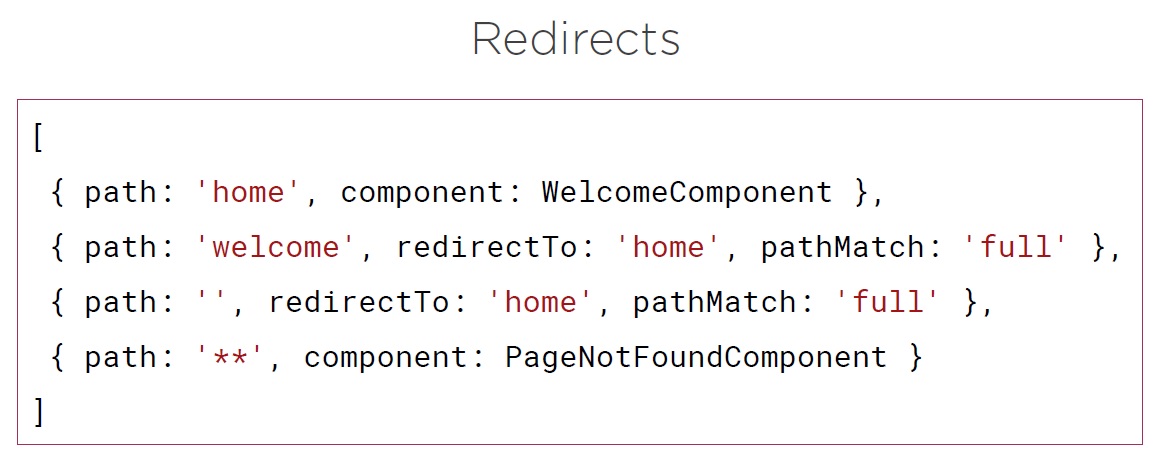 Redirects
[
{ path: 'home', component: WelcomeComponent },
{ path: 'welcome', redirectTo: 'home', pathMatch: 'full' },
{ path: '', redirectTo: 'home', pathMatch: 'full' },
{ path: '**', component: PageNotFoundComponent }
]